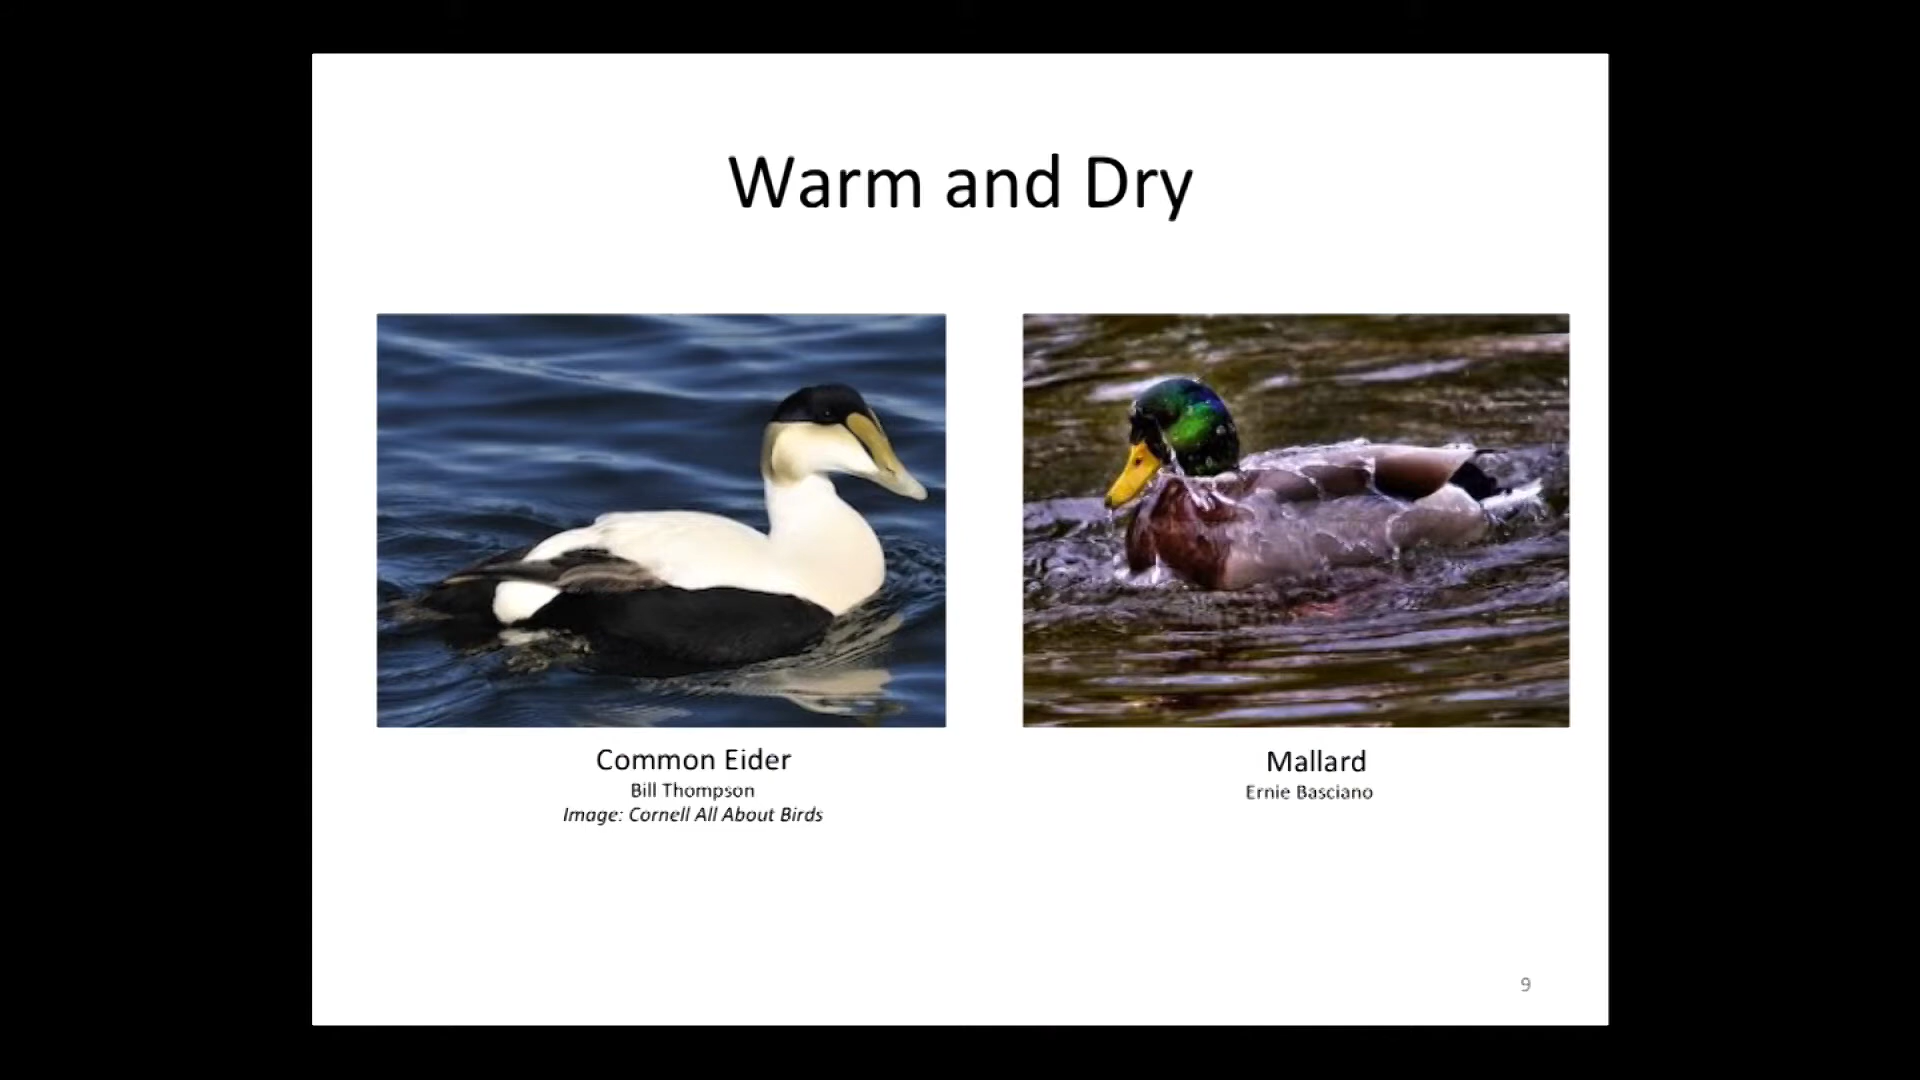 Warm and Dry
Common Eider
Bill Thompson
Image: Cornell All About Birds
Mallard
Ernie Basciano
9